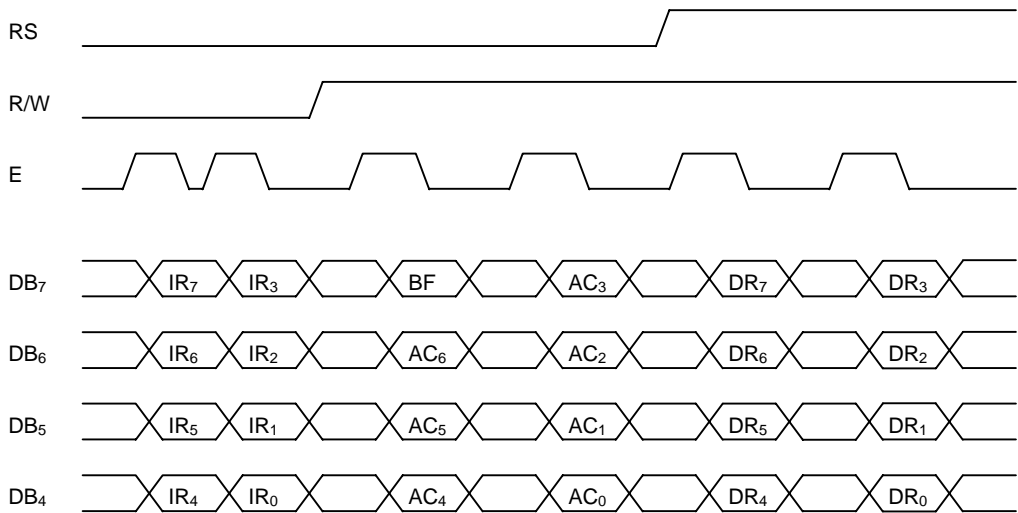 RS
R/W
E
DB₇ IR₇ IR₃ BF AC₃ DR₇ DR₃
DB₆ IR₆ IR₂ AC₆ AC₂ DR₆ DR₂
DB₅ IR₅ IR₁ AC₅ AC₁ DR₅ DR₁
DB₄ IR₄ IR₀ AC₄ AC₀ DR₄ DR₀